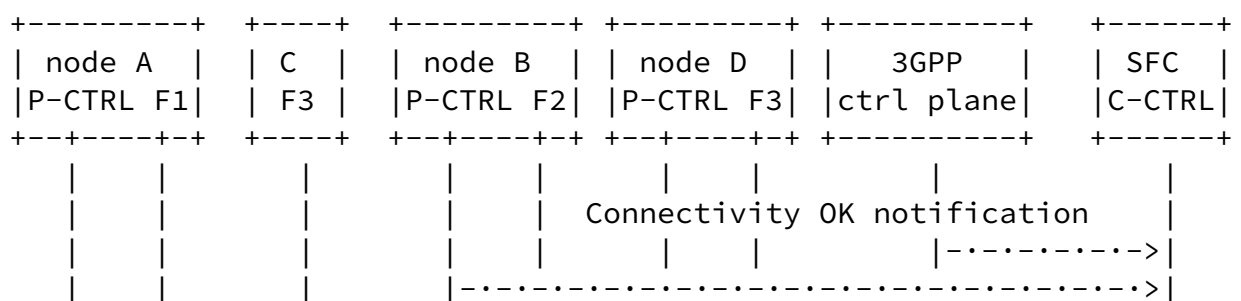 +---------+  +----+  +---------+ +---------+ +----------+   +------+
| node A  |  | C  |  | node B  | | node D  | |   3GPP   |   | SFC  |
|P-CTRL F1|  | F3 |  |P-CTRL F2| |P-CTRL F3| |ctrl plane|   |C-CTRL|
+--+----+-+  +----+  +--+----+-+ +--+----+-+ +----------+   +------+
   |    |       |       |    |      |    |        |            |
   |    |       |       |    |  Connectivity OK notification   |
   |    |       |       |    |      |    |        |-·-·-·-·-·->|
   |    |       |       |-·-·-·-·-·-·-·-·-·-·-·-·-·-·-·-·-·-·->|